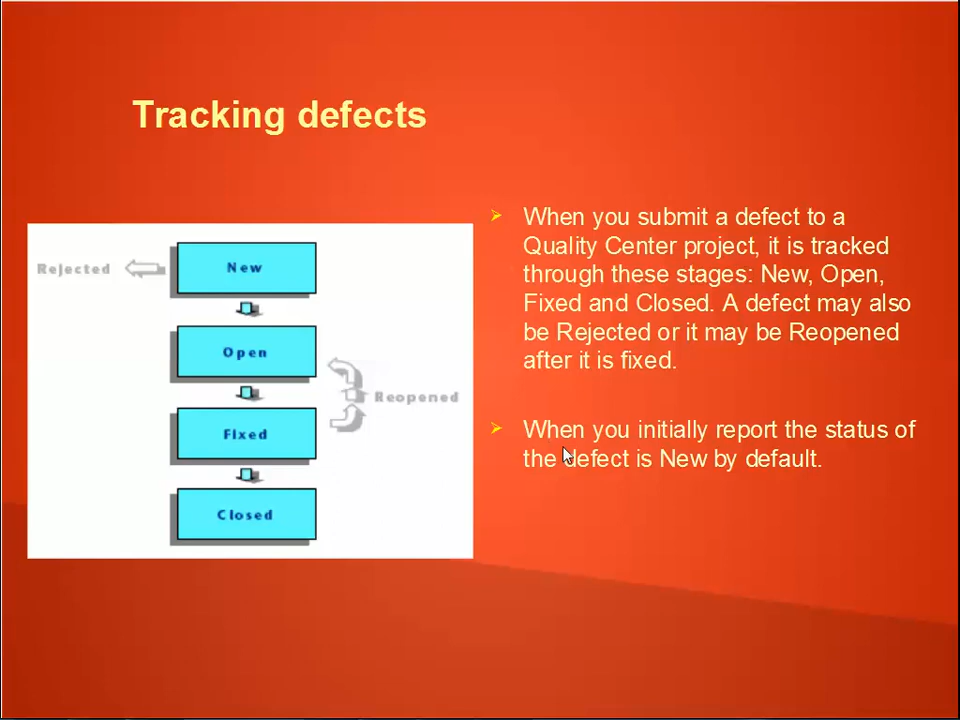 Tracking defects
Rejected
New
Open
Reopened
Fixed
Closed
When you submit a defect to a
Quality Center project, it is tracked
through these stages: New, Open,
Fixed and Closed. A defect may also
be Rejected or it may be Reopened
after it is fixed.
When you initially report the status of
the defect is New by default.